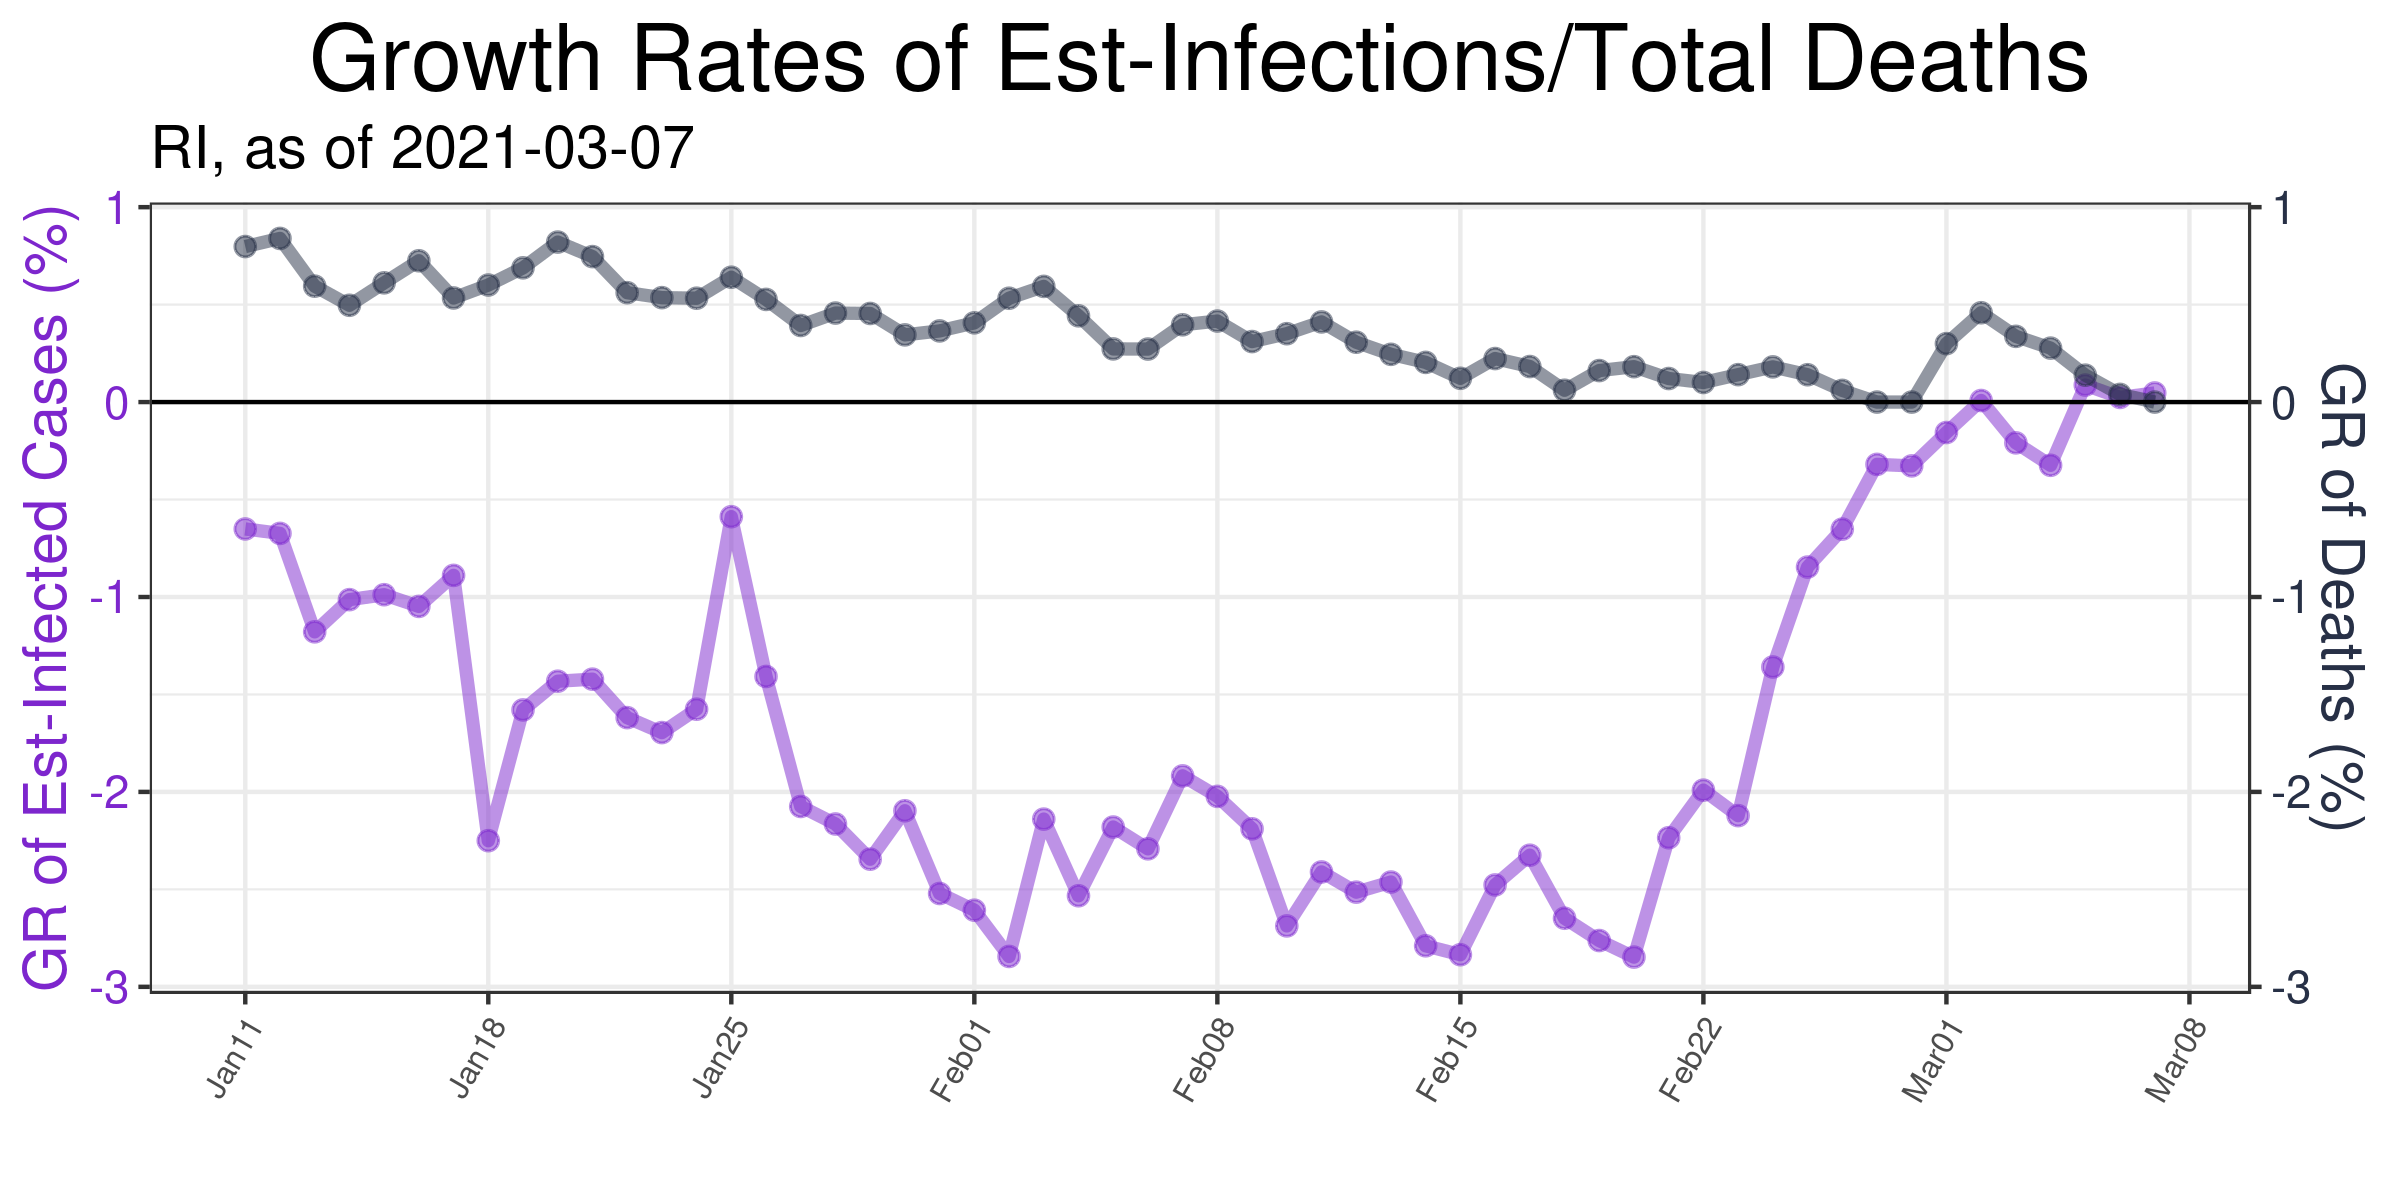 Growth Rates of Est-Infections/Total Deaths
RI, as of 2021-03-07
GR of Est-Infected Cases (%)
1
0
-1
-2
-3
1
0
-1
-2
-3
GR of Deaths (%)
Jan11
Jan18
Jan25
Feb01
Feb08
Feb15
Feb22
Mar01
Mar08